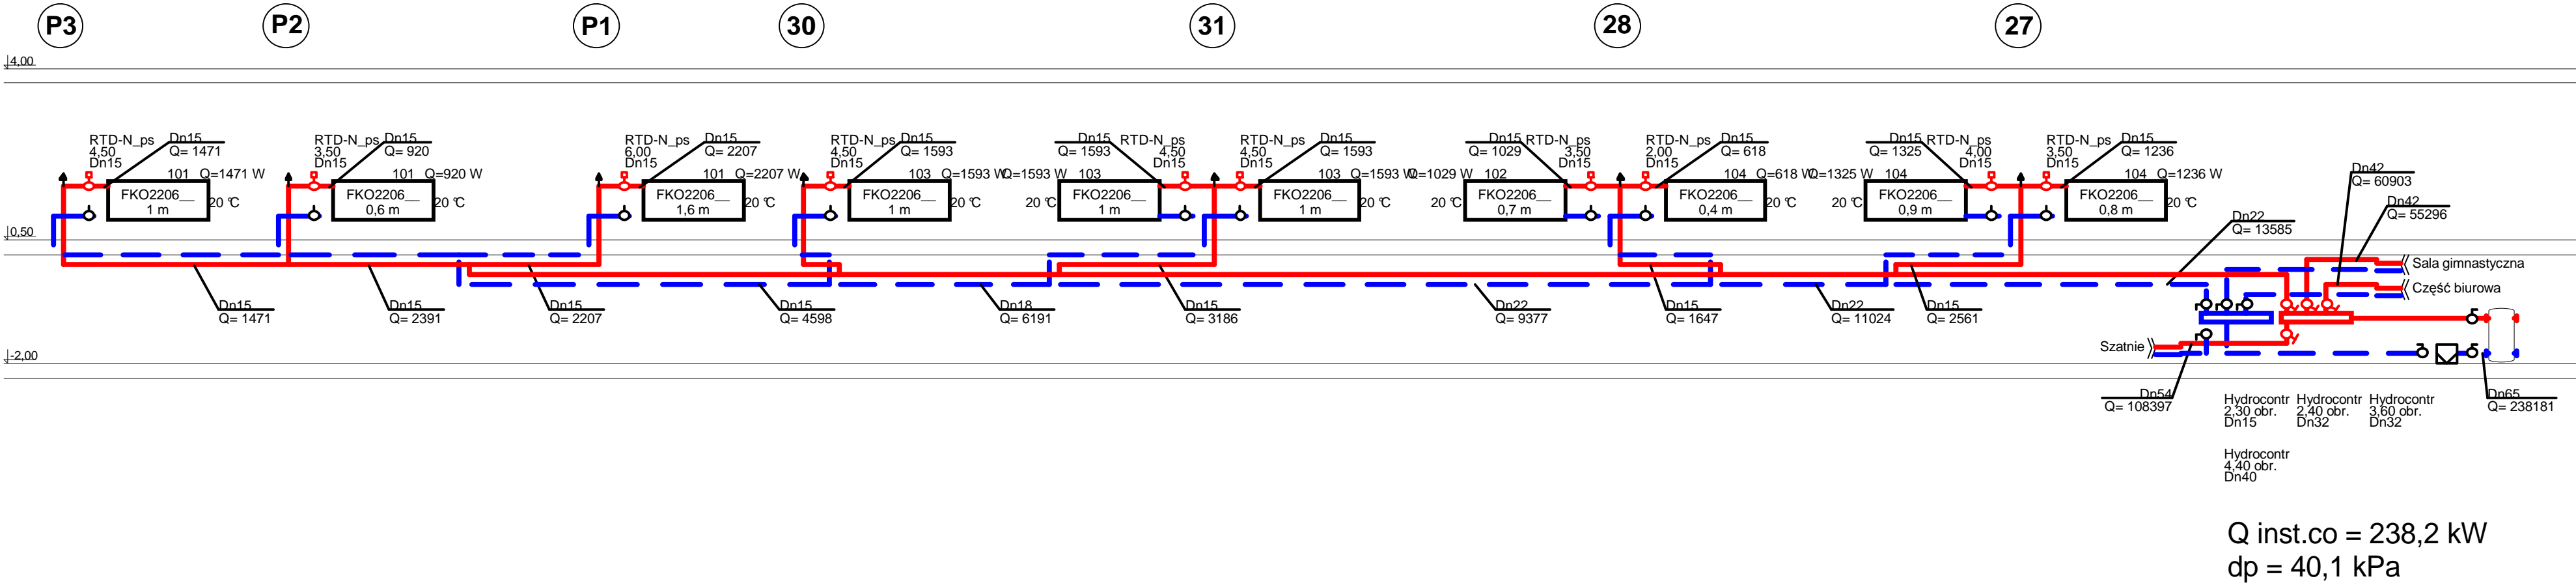 P3
P2
P1
30
31
28
27
4,00
RTD-N_ps
4,50
Dn15
Dn15
Q= 1471
101 Q=1471 W
FKO2206__
1 m
20 °C
RTD-N_ps
3,50
Dn15
Dn15
Q= 920
101 Q=920 W
FKO2206__
0,6 m
20 °C
RTD-N_ps
6,00
Dn15
Dn15
Q= 2207
101 Q=2207 W
FKO2206__
1,6 m
20 °C
RTD-N_ps
4,50
Dn15
Dn15
Q= 1593
103 Q=1593 W
FKO2206__
1 m
20 °C
Dn15
Q= 1593
RTD-N_ps
4,50
Dn15
Q=1593 W 103
FKO2206__
1 m
20 °C
RTD-N_ps
4,50
Dn15
Dn15
Q= 1593
103 Q=1593 W
FKO2206__
1 m
20 °C
Dn15
Q= 1029
RTD-N_ps
3,50
Dn15
Q=1029 W 102
FKO2206__
0,7 m
20 °C
RTD-N_ps
2,00
Dn15
Dn15
Q= 618
104 Q=618 W
FKO2206__
0,4 m
20 °C
Dn15
Q= 1325
RTD-N_ps
4,00
Dn15
Q=1325 W 104
FKO2206__
0,9 m
20 °C
RTD-N_ps
3,50
Dn15
Dn15
Q= 1236
104 Q=1236 W
FKO2206__
0,8 m
20 °C
Dn42
Q= 60903
Dn42
Q= 55296
Dn22
Q= 13585
0,50
Sala gimnastyczna
Część biurowa
Dn15
Q= 1471
Dn15
Q= 2391
Dn15
Q= 2207
Dn15
Q= 4598
Dn18
Q= 6191
Dn15
Q= 3186
Dn22
Q= 9377
Dn15
Q= 1647
Dn22
Q= 11024
Dn15
Q= 2561
Szatnie
-2,00
Dn54
Q= 108397
Dn65
Q= 238181
Hydrocontr
2,30 obr.
Dn15
Hydrocontr
2,40 obr.
Dn32
Hydrocontr
3,60 obr.
Dn32
Hydrocontr
4,40 obr.
Dn40
Q inst.co = 238,2 kW
dp = 40,1 kPa